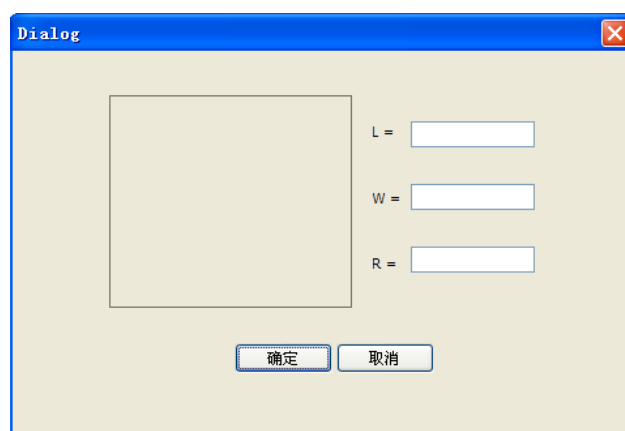 Dialog
L =
W =
R =
确定 取消